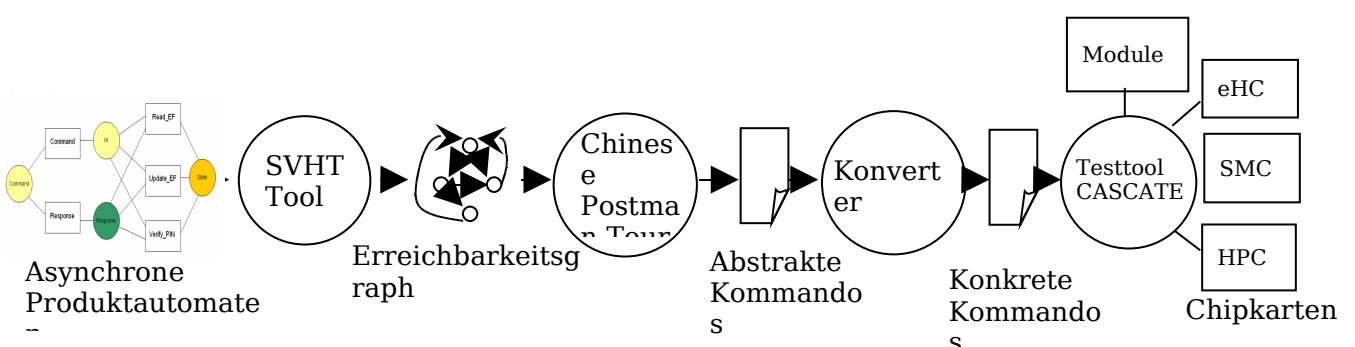 Command
Response
Command
IN
Response
Read_EF
Update_EF
Verify_PIN
State
Asynchrone
Produktautomate
n
SVHT
Tool
Erreichbarkeitsg
raph
Chines
e
Postma
n Tour
Abstrakte
Kommando
s
Konvert
er
Konkrete
Kommando
s
Module
Testtool
CASCATE
eHC
SMC
HPC
Chipkarten